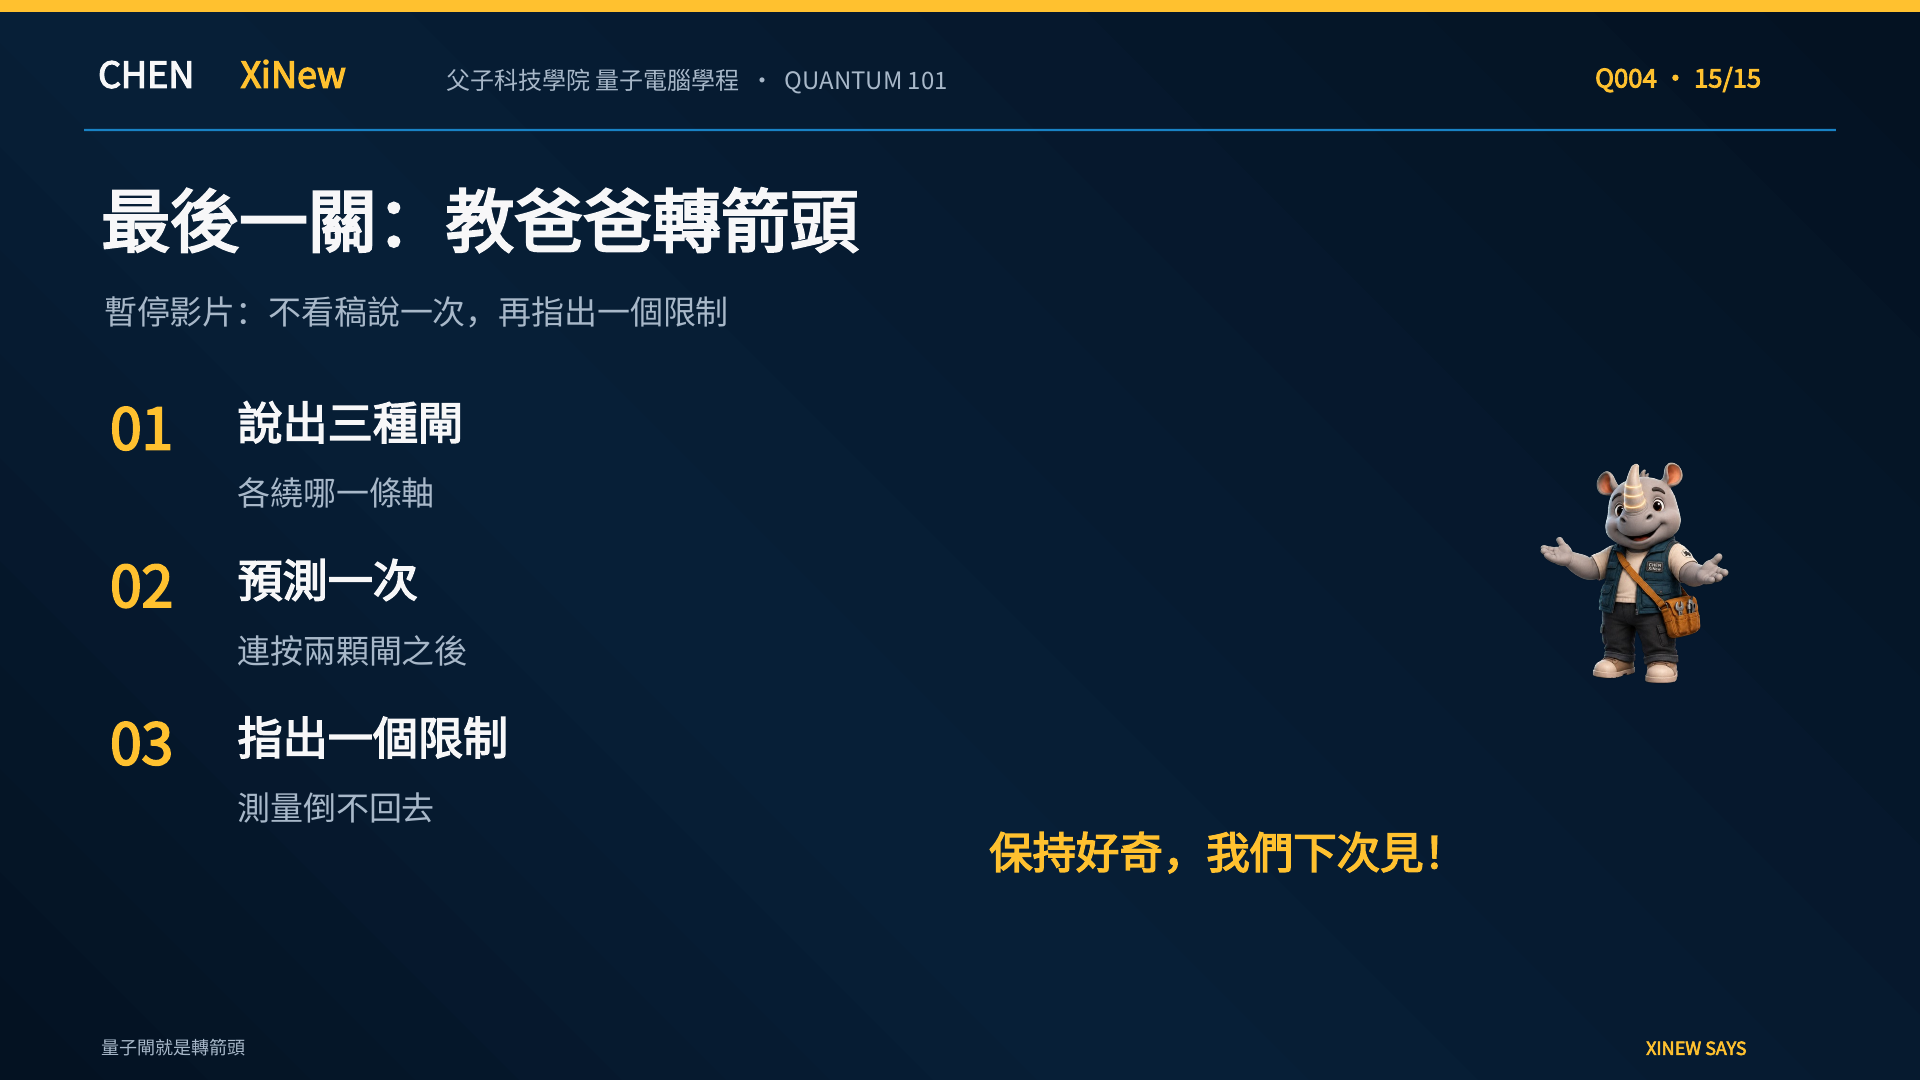 CHEN XiNew 父子科技學院 量子電腦學程 · QUANTUM 101 Q004 · 15/15
最後一關：教爸爸轉箭頭
暫停影片：不看稿說一次，再指出一個限制
01 說出三種閘
各繞哪一條軸
02 預測一次
連按兩顆閘之後
03 指出一個限制
測量倒不回去
保持好奇，我們下次見！
量子閘就是轉箭頭 XINEW SAYS